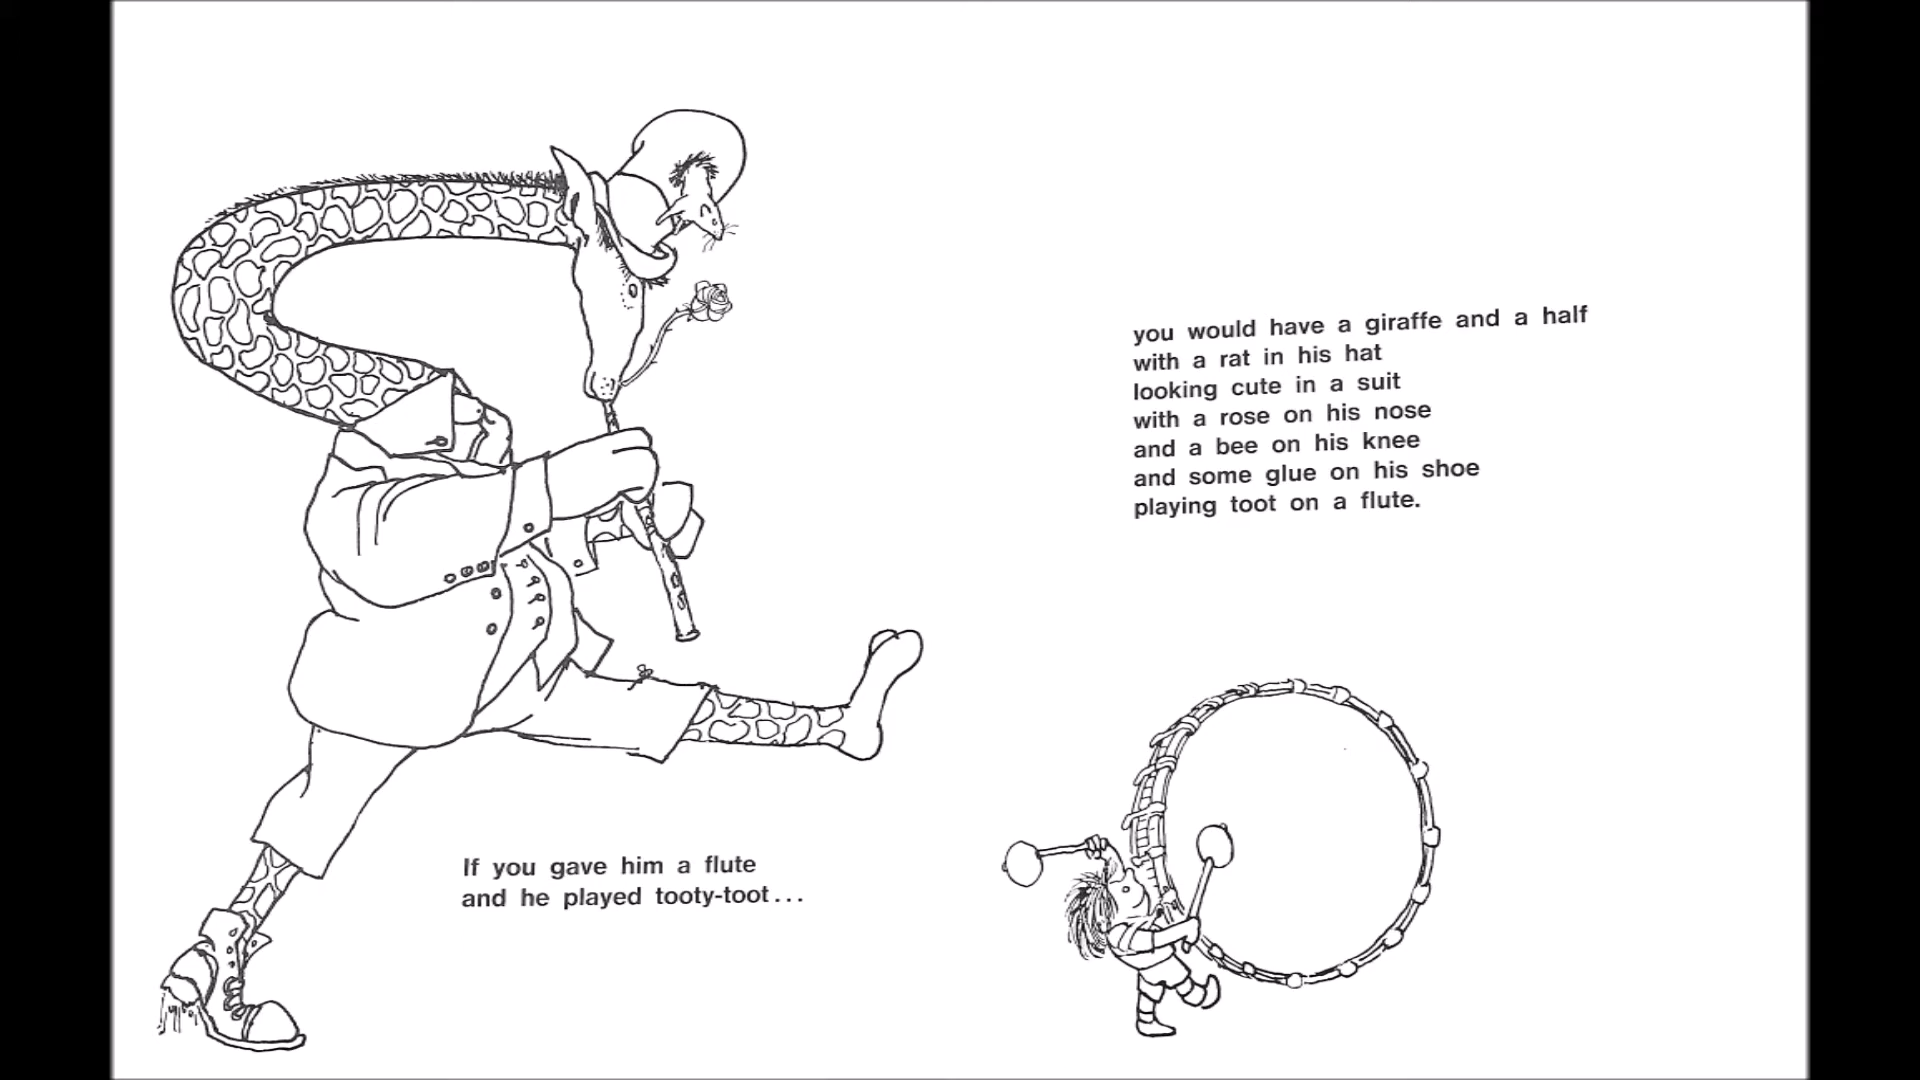 If you gave him a flute
and he played tooty-toot...
you would have a giraffe and a half
with a rat in his hat
looking cute in a suit
with a rose on his nose
and a bee on his knee
and some glue on his shoe
playing toot on a flute.